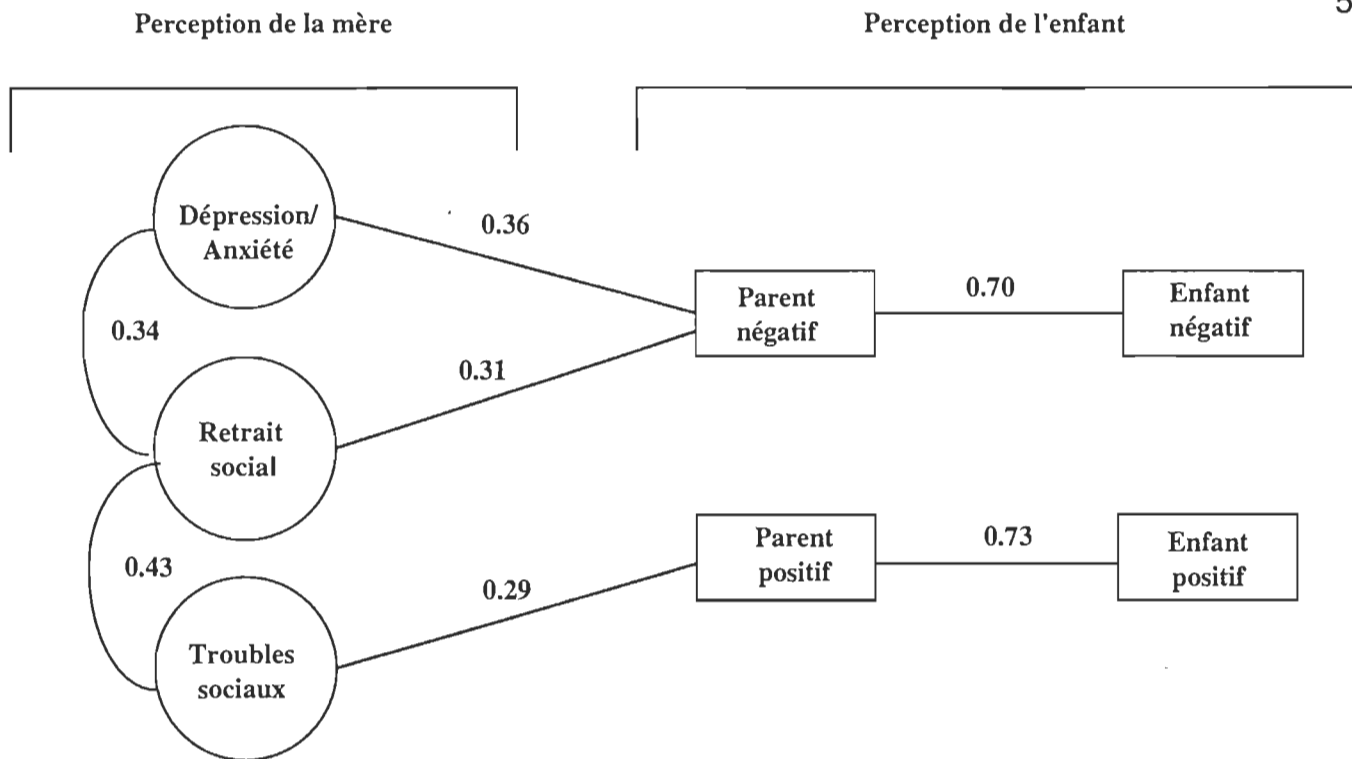 5
Perception de la mère
Perception de l'enfant
Dépression/
Anxiété
0.36
0.34
Parent
négatif
0.70
Enfant
négatif
0.31
Retrait
social
0.43
Parent
positif
0.73
Enfant
positif
0.29
Troubles
sociaux